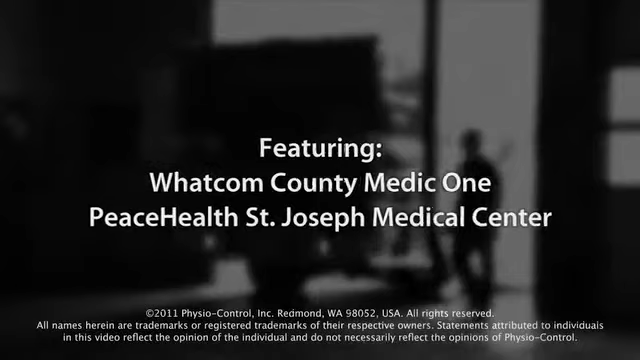 Featuring:
Whatcom County Medic One
PeaceHealth St. Joseph Medical Center
©2011 Physio-Control, Inc. Redmond, WA 98052, USA. All rights reserved.
All names herein are trademarks or registered trademarks of their respective owners. Statements attributed to individuals
in this video reflect the opinion of the individual and do not necessarily reflect the opinions of Physio-Control.